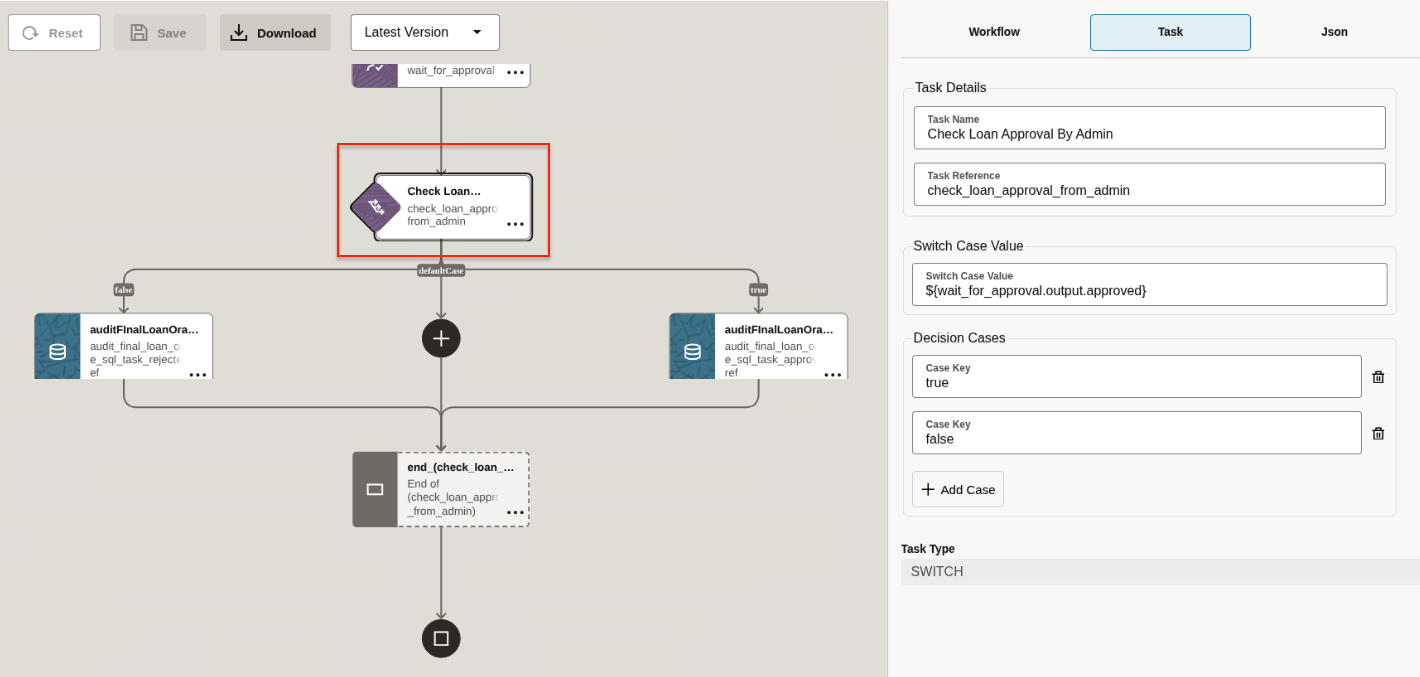 Reset
Save
Download
Latest Version
wait_for_approval
Check Loan…
check_loan_appro
from_admin
defaultCase
false
true
auditFInalLoanOra…
audit_final_loan_o
e_sql_task_rejecte
ef
auditFInalLoanOra…
audit_final_loan_o
e_sql_task_approv
ref
end_(check_loan_…
End of
(check_loan_appr
_from_admin)
Workflow
Task
Json
Task Details
Task Name
Check Loan Approval By Admin
Task Reference
check_loan_approval_from_admin
Switch Case Value
Switch Case Value
${wait_for_approval.output.approved}
Decision Cases
Case Key
true
Case Key
false
Add Case
Task Type
SWITCH